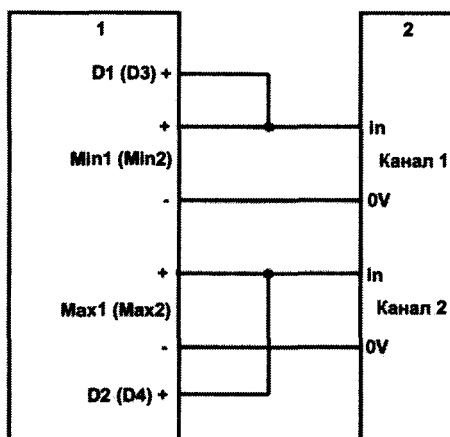 1
2
D1 (D3) +
+
In
Min1 (Min2)
Канал 1
-
0V
+
In
Max1 (Max2)
Канал 2
-
0V
D2 (D4) +